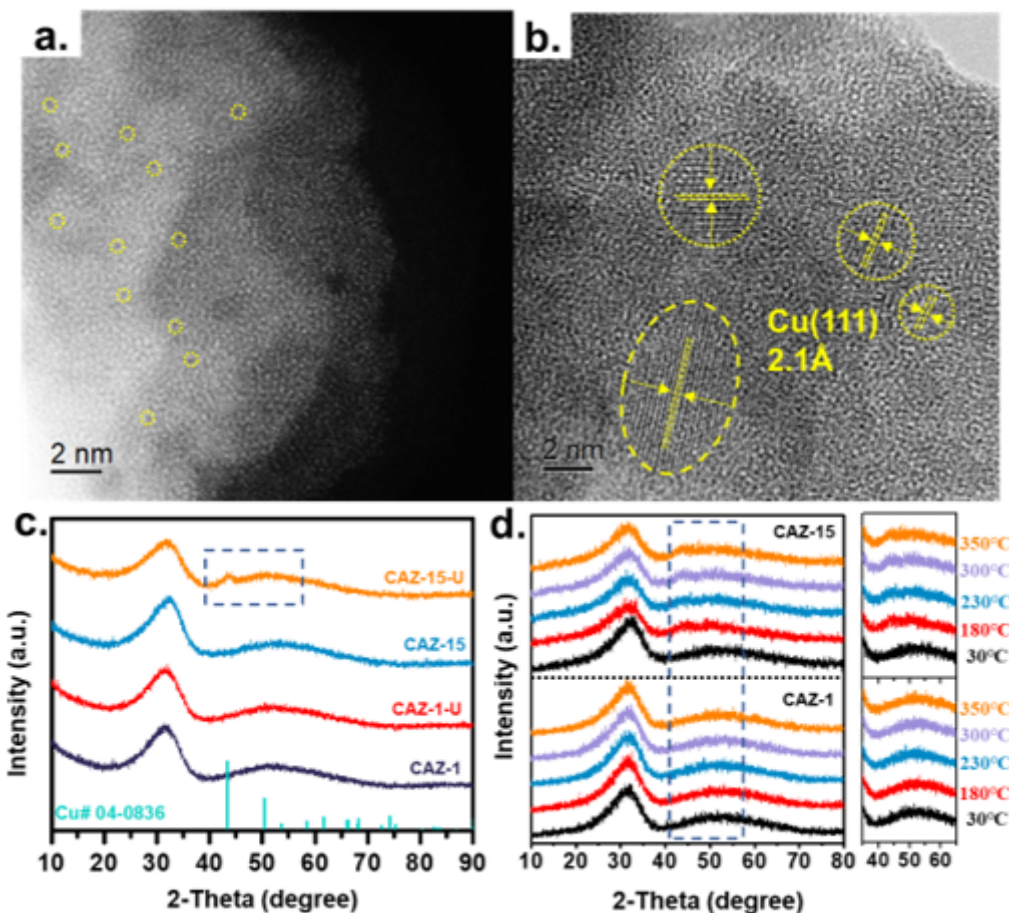 a.
2 nm
b.
Cu(111)
2.1Å
2 nm
c.
Intensity (a.u.)
CAZ-15-U
CAZ-15
CAZ-1-U
CAZ-1
Cu# 04-0836
10 20 30 40 50 60 70 80 90
2-Theta (degree)
d.
Intensity (a.u.)
CAZ-15
CAZ-1
350°C
300°C
230°C
180°C
30°C
350°C
300°C
230°C
180°C
30°C
10 20 30 40 50 60 70 80
40 50 60
2-Theta (degree)